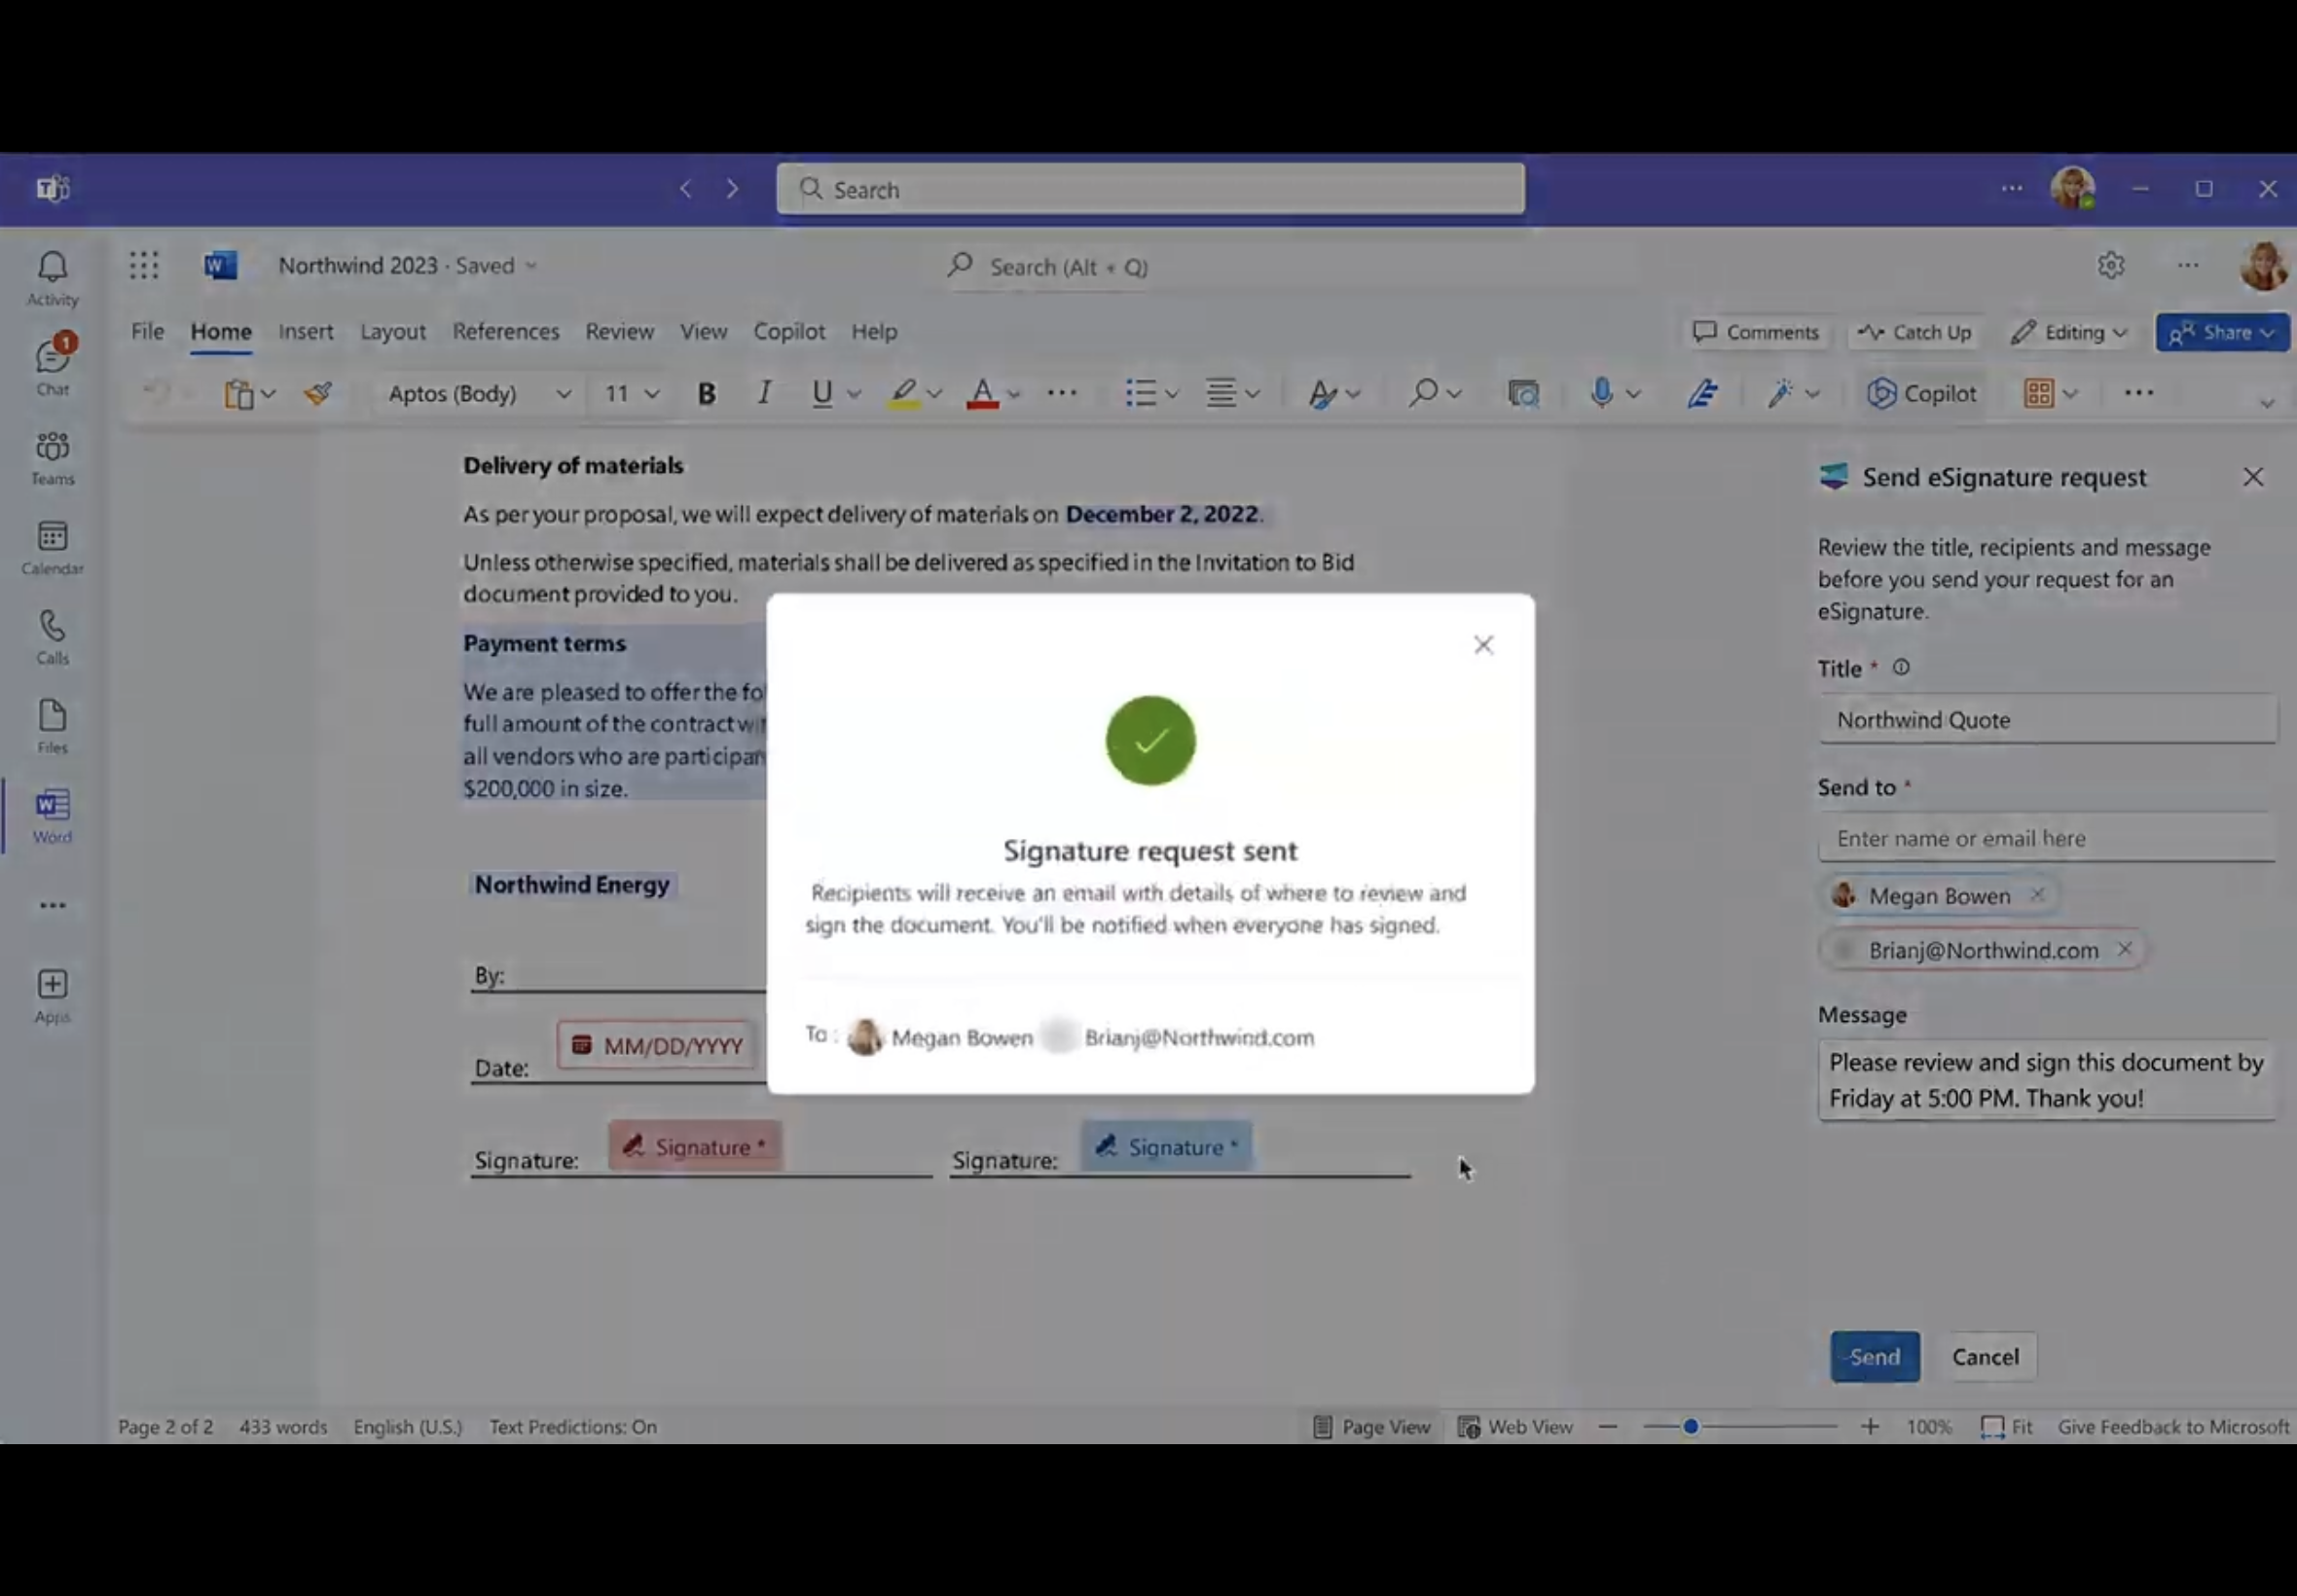 Search
Activity
1
Chat
Teams
Calendar
Calls
Files
Word
Apps
Northwind 2023 · Saved
Search (Alt + Q)
File Home Insert Layout References Review View Copilot Help
Comments Catch Up Editing Share
Aptos (Body) 11 B I U A Copilot
Delivery of materials
As per your proposal, we will expect delivery of materials on December 2, 2022.
Unless otherwise specified, materials shall be delivered as specified in the Invitation to Bid
document provided to you.
Payment terms
We are pleased to offer the
full amount of the contract
all vendors who are
$200,000 in size.
Northwind Energy
By:
Date: MM/DD/YYYY
Signature: Signature * Signature: Signature *
Signature request sent
Recipients will receive an email with details of where to review and
sign the document. You'll be notified when everyone has signed.
To : Megan Bowen Brianj@Northwind.com
Send eSignature request
Review the title, recipients and message
before you send your request for an
eSignature.
Title *
Northwind Quote
Send to *
Enter name or email here
Megan Bowen
Brianj@Northwind.com
Message
Please review and sign this document by
Friday at 5:00 PM. Thank you!
Send Cancel
Page 2 of 2 433 words English (U.S.) Text Predictions: On Page View Web View 100% Fit Give Feedback to Microsoft